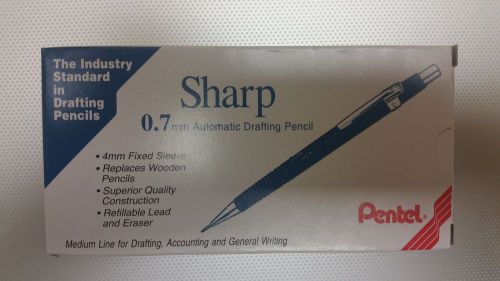 The Industry
Standard
in
Drafting
Pencils
Sharp
0.7mm Automatic Drafting Pencil
• 4mm Fixed Sleeve
• Replaces Wooden
Pencils
• Superior Quality
Construction
• Refillable Lead
and Eraser
Pentel®
Medium Line for Drafting, Accounting and General Writing